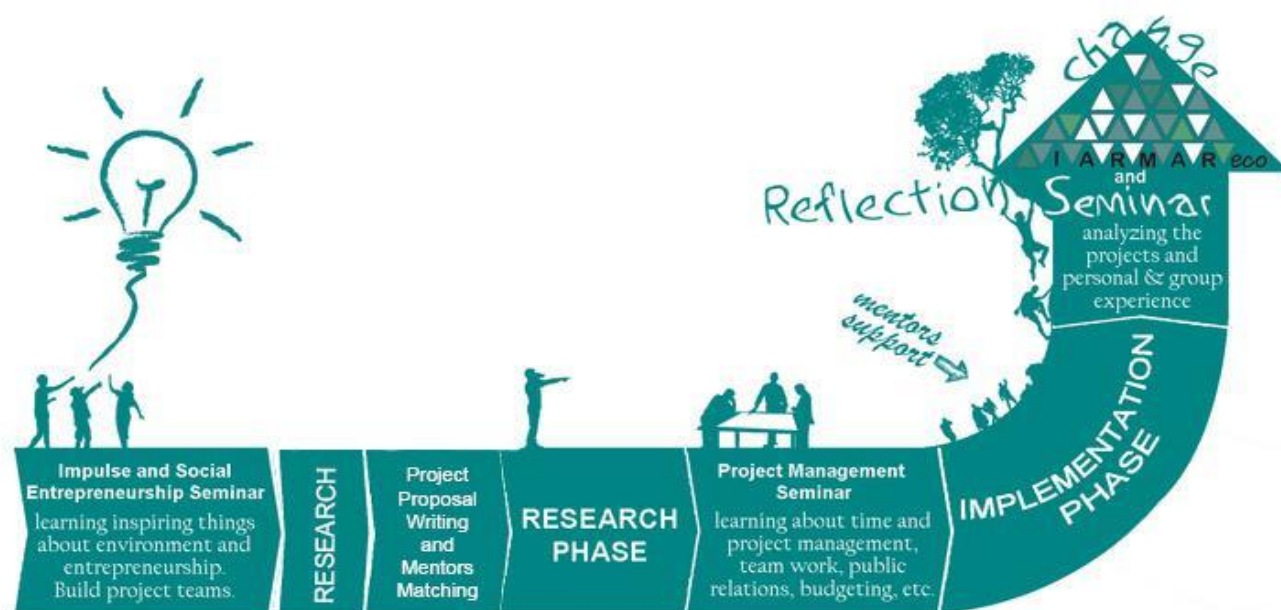 Impulse and Social
Entrepreneurship Seminar
learning inspiring things
about environment and
entrepreneurship.
Build project teams.
RESEARCH
Project
Proposal
Writing
and
Mentors
Matching
RESEARCH
PHASE
Project Management
Seminar
learning about time and
project management,
team work, public
relations, budgeting, etc.
mentors
support
IMPLEMENTATION
PHASE
Reflection
and
Seminar
analyzing the
projects and
personal & group
experience
change
IARMAR eco